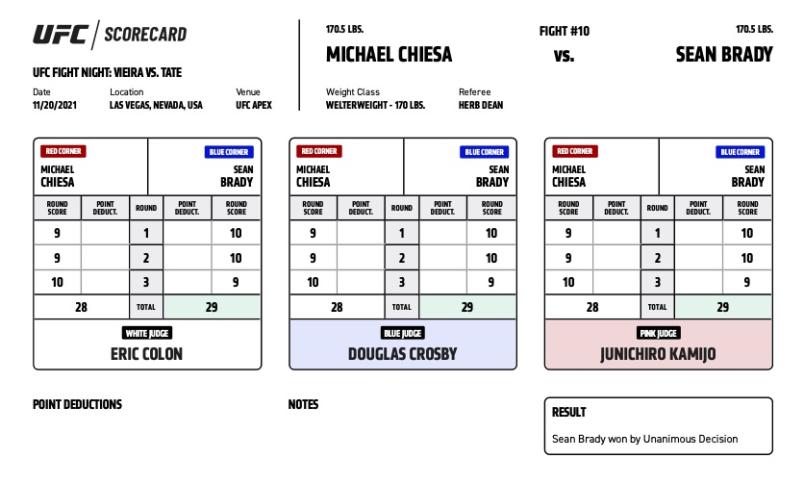 UFC / SCORECARD
UFC FIGHT NIGHT: VIEIRA VS. TATE
Date Location Venue
11/20/2021 LAS VEGAS, NEVADA, USA UFC APEX
170.5 LBS. FIGHT #10 170.5 LBS.
MICHAEL CHIESA VS. SEAN BRADY
Weight Class Referee
WELTERWEIGHT - 170 LBS. HERB DEAN
RED CORNER BLUE CORNER
MICHAEL SEAN
CHIESA BRADY
ROUND POINT ROUND POINT ROUND
SCORE DEDUCT. DEDUCT. SCORE
9 1 10
9 2 10
10 3 9
28 TOTAL 29
WHITE JUDGE
ERIC COLON
RED CORNER BLUE CORNER
MICHAEL SEAN
CHIESA BRADY
ROUND POINT ROUND POINT ROUND
SCORE DEDUCT. DEDUCT. SCORE
9 1 10
9 2 10
10 3 9
28 TOTAL 29
BLUE JUDGE
DOUGLAS CROSBY
RED CORNER BLUE CORNER
MICHAEL SEAN
CHIESA BRADY
ROUND POINT ROUND POINT ROUND
SCORE DEDUCT. DEDUCT. SCORE
9 1 10
9 2 10
10 3 9
28 TOTAL 29
PINK JUDGE
JUNICHIRO KAMIJO
POINT DEDUCTIONS
NOTES
RESULT
Sean Brady won by Unanimous Decision